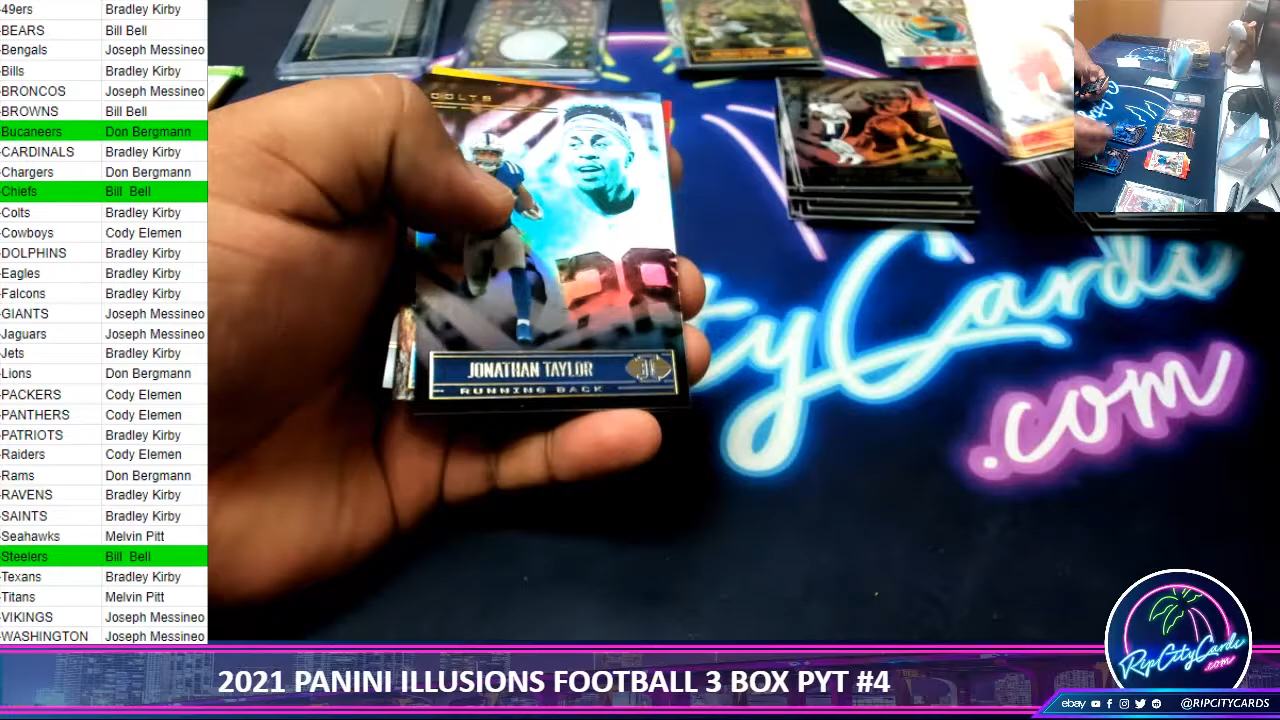 -49ers Bradley Kirby
-BEARS Bill Bell
-Bengals Joseph Messineo
-Bills Bradley Kirby
-BRONCOS Joseph Messineo
-BROWNS Bill Bell
-Bucaneers Don Bergmann
-CARDINALS Bradley Kirby
-Chargers Don Bergmann
-Chiefs Bill Bell
-Colts Bradley Kirby
-Cowboys Cody Elemen
-DOLPHINS Bradley Kirby
-Eagles Bradley Kirby
-Falcons Bradley Kirby
-GIANTS Joseph Messineo
-Jaguars Joseph Messineo
-Jets Bradley Kirby
-Lions Don Bergmann
-PACKERS Cody Elemen
-PANTHERS Cody Elemen
-PATRIOTS Bradley Kirby
-Raiders Cody Elemen
-Rams Don Bergmann
-RAVENS Bradley Kirby
-SAINTS Bradley Kirby
-Seahawks Melvin Pitt
-Steelers Bill Bell
-Texans Bradley Kirby
-Titans Melvin Pitt
-VIKINGS Joseph Messineo
-WASHINGTON Joseph Messineo
COLTS
28
JONATHAN TAYLOR
RUNNING BACK
tyCards
.com
RipCityCards
.com
2021 PANINI ILLUSIONS FOOTBALL 3 BOX PYT #4
ebay
@RIPCITYCARDS